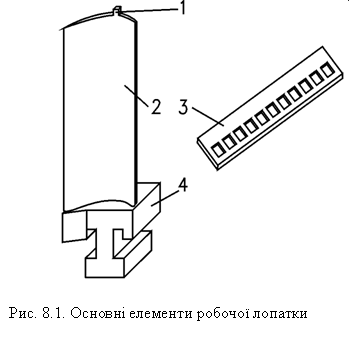 1
2
3
4
Рис. 8.1. Основні елементи робочої лопатки